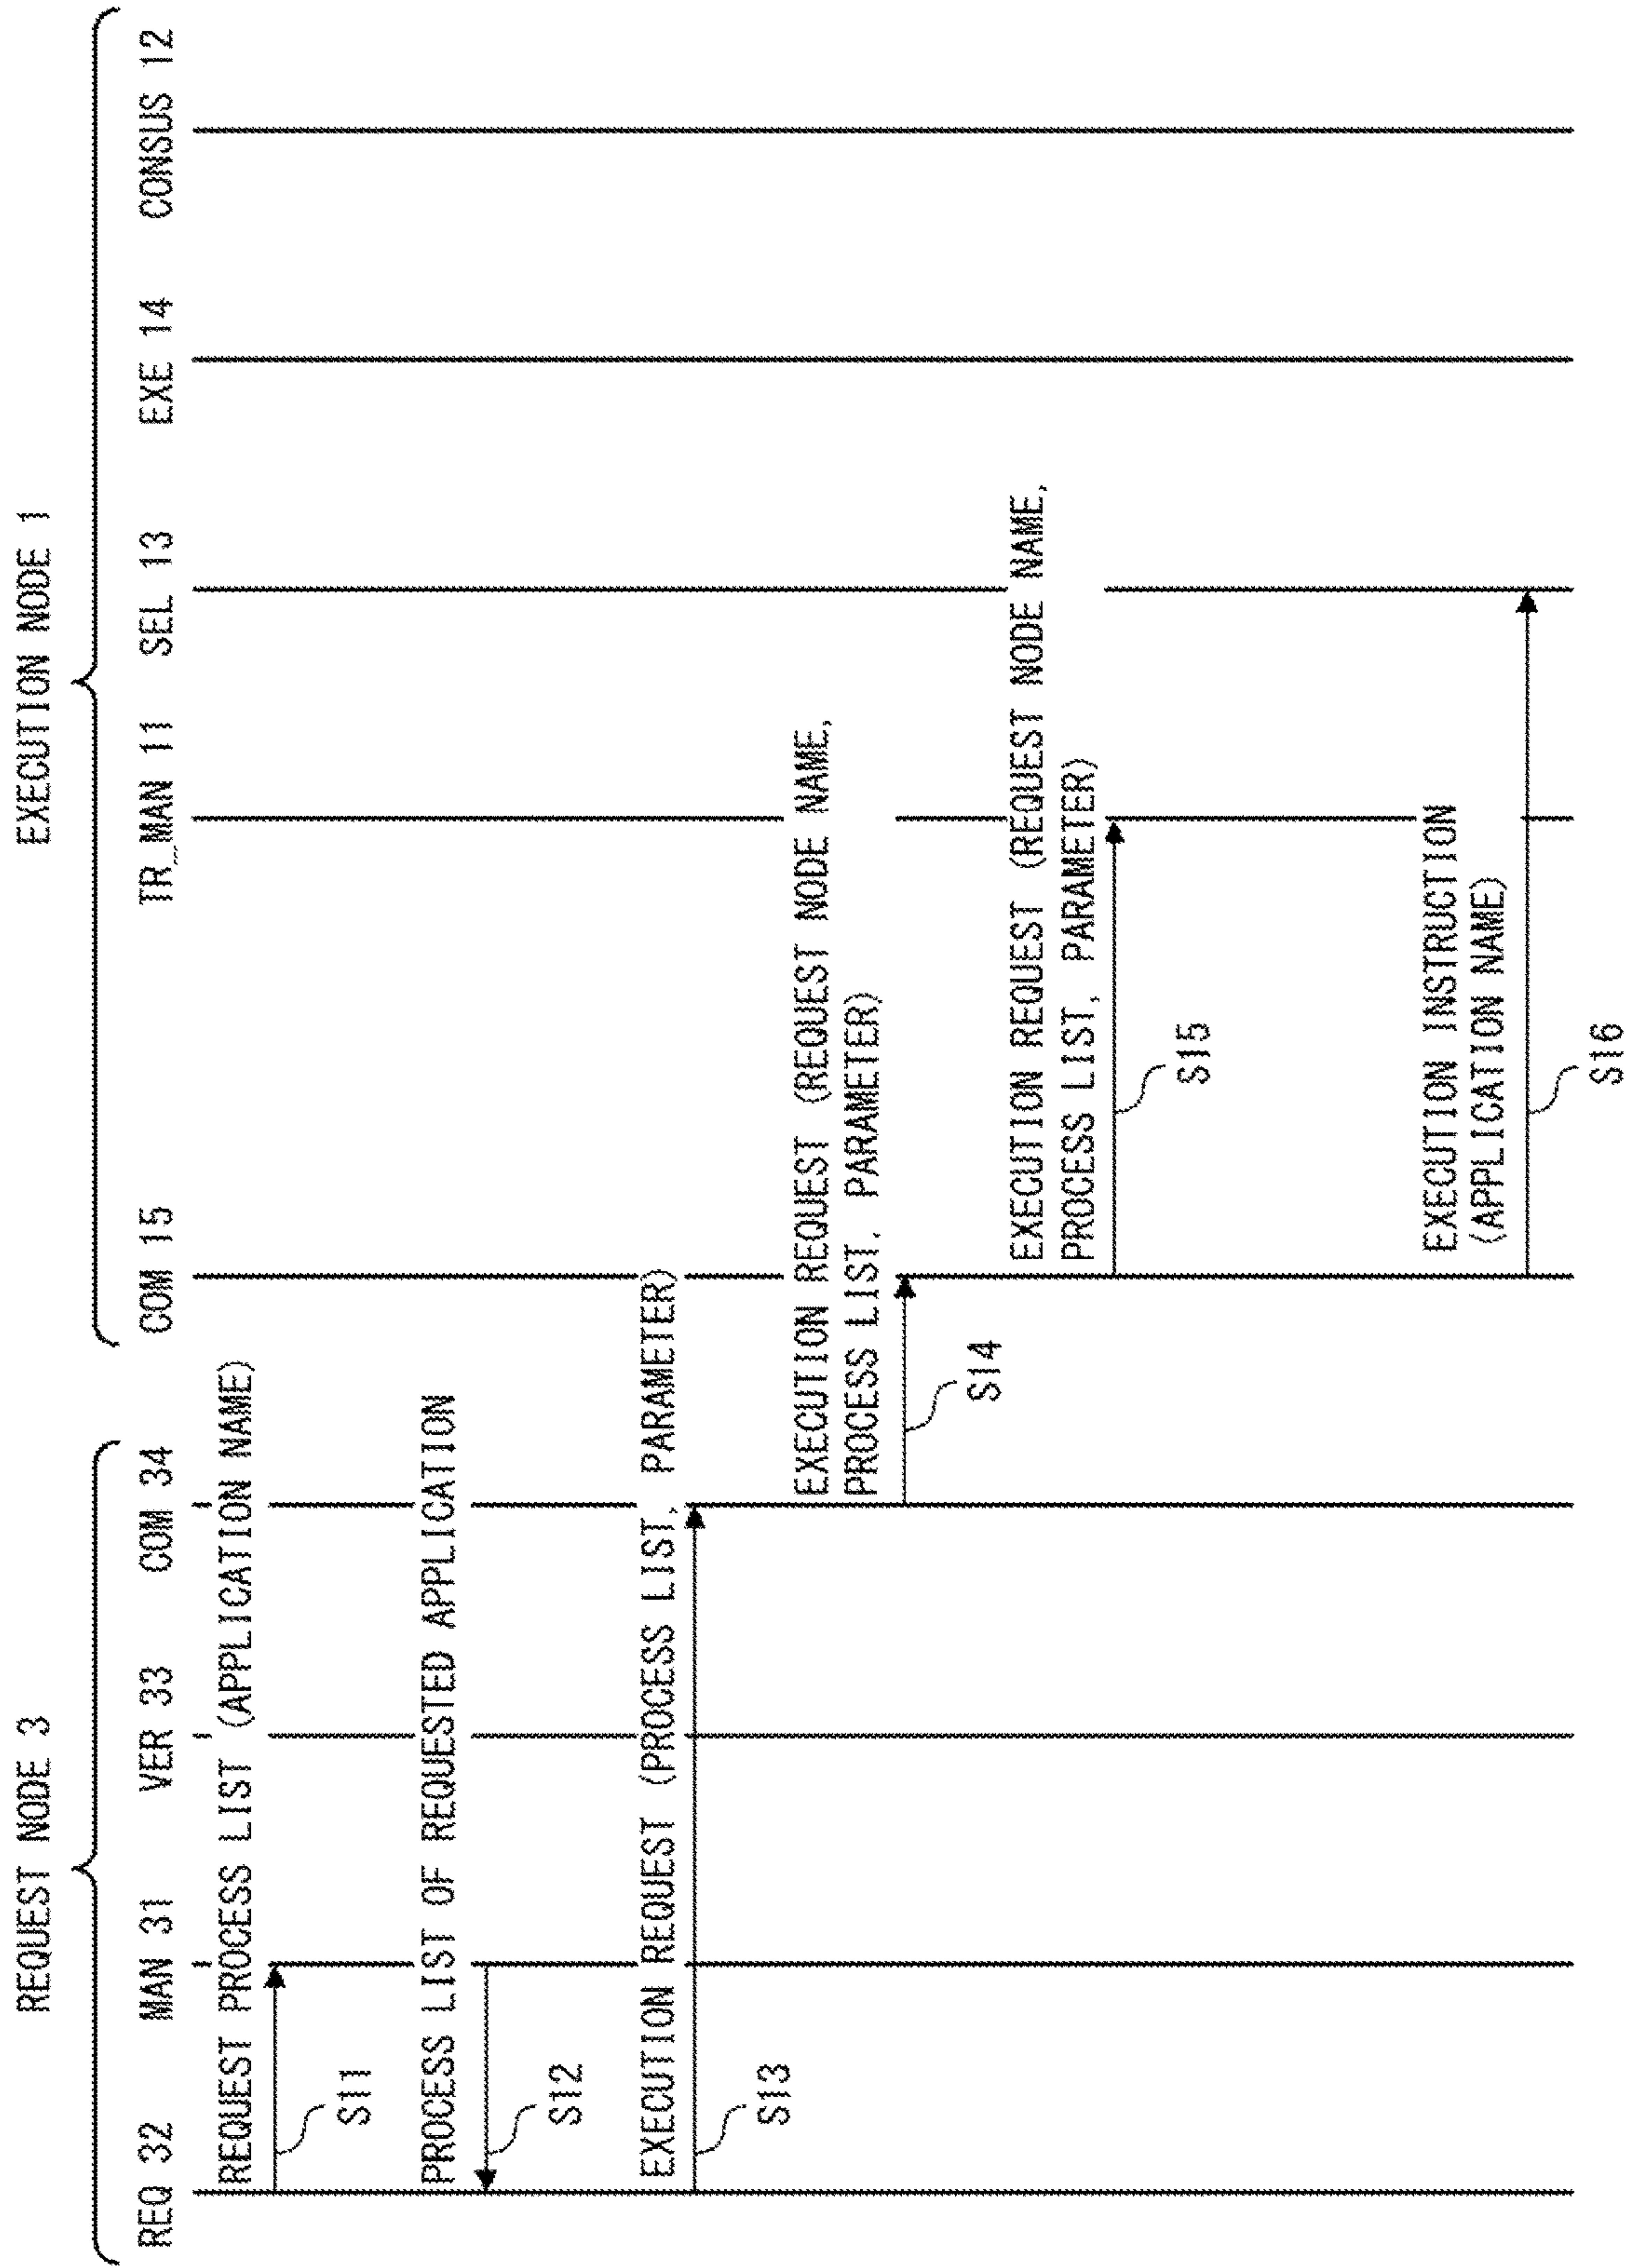 REQUEST NODE 3
EXECUTION NODE 1
REQ 32
MAN 31
VER 33
COM 34
COM 15
TR_MAN 11
SEL 13
EXE 14
CONSUS 12
REQUEST PROCESS LIST (APPLICATION NAME)
S11
PROCESS LIST OF REQUESTED APPLICATION
S12
EXECUTION REQUEST (PROCESS LIST, PARAMETER)
S13
EXECUTION REQUEST (REQUEST NODE NAME,
PROCESS LIST, PARAMETER)
S14
EXECUTION REQUEST (REQUEST NODE NAME,
PROCESS LIST, PARAMETER)
S15
EXECUTION INSTRUCTION
(APPLICATION NAME)
S16